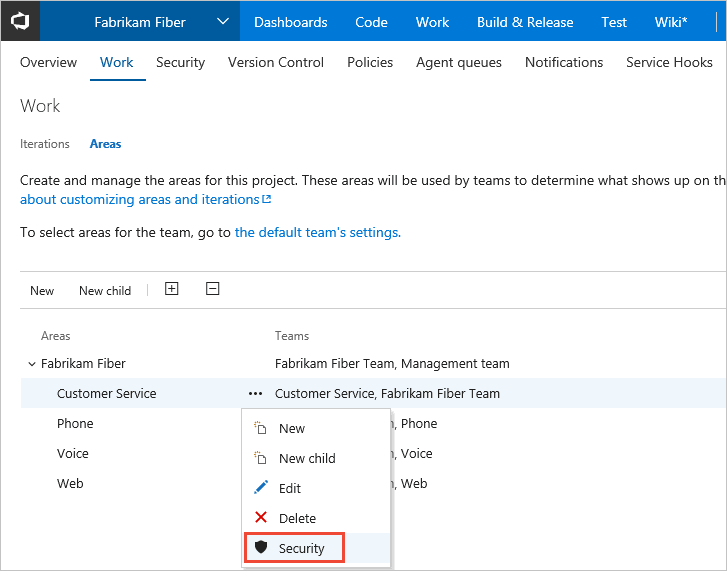 Fabrikam Fiber Dashboards Code Work Build & Release Test Wiki*
Overview Work Security Version Control Policies Agent queues Notifications Service Hooks
Work
Iterations Areas
Create and manage the areas for this project. These areas will be used by teams to determine what shows up on th
about customizing areas and iterations
To select areas for the team, go to the default team's settings.
New New child
Areas Teams
Fabrikam Fiber Fabrikam Fiber Team, Management team
Customer Service ••• Customer Service, Fabrikam Fiber Team
Phone , Phone
Voice , Voice
Web , Web
New
New child
Edit
Delete
Security